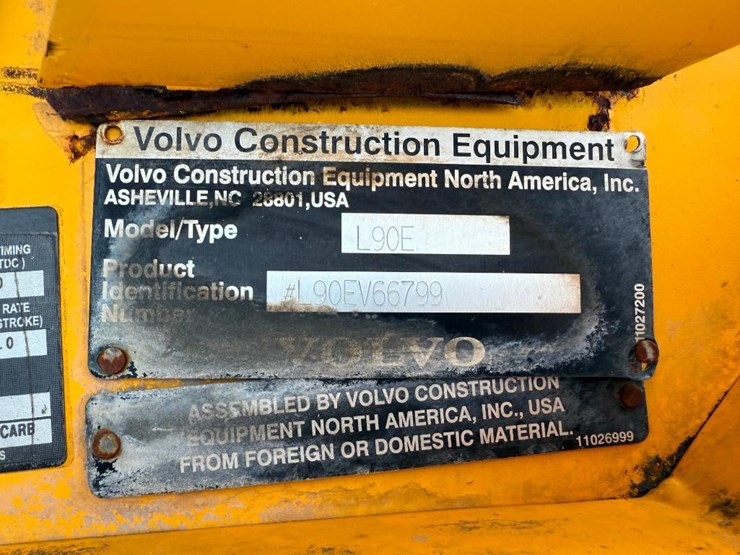 Volvo Construction Equipment
Volvo Construction Equipment North America, Inc.
ASHEVILLE, NC 28801, USA
Model/Type L90E
Product
Identification #L90EV66799
Number
11027200
VOLVO
ASSEMBLED BY VOLVO CONSTRUCTION
EQUIPMENT NORTH AMERICA, INC., USA
FROM FOREIGN OR DOMESTIC MATERIAL.
11026999
TIMING
TDC)
RATE
STROKE)
.0
CARB
S